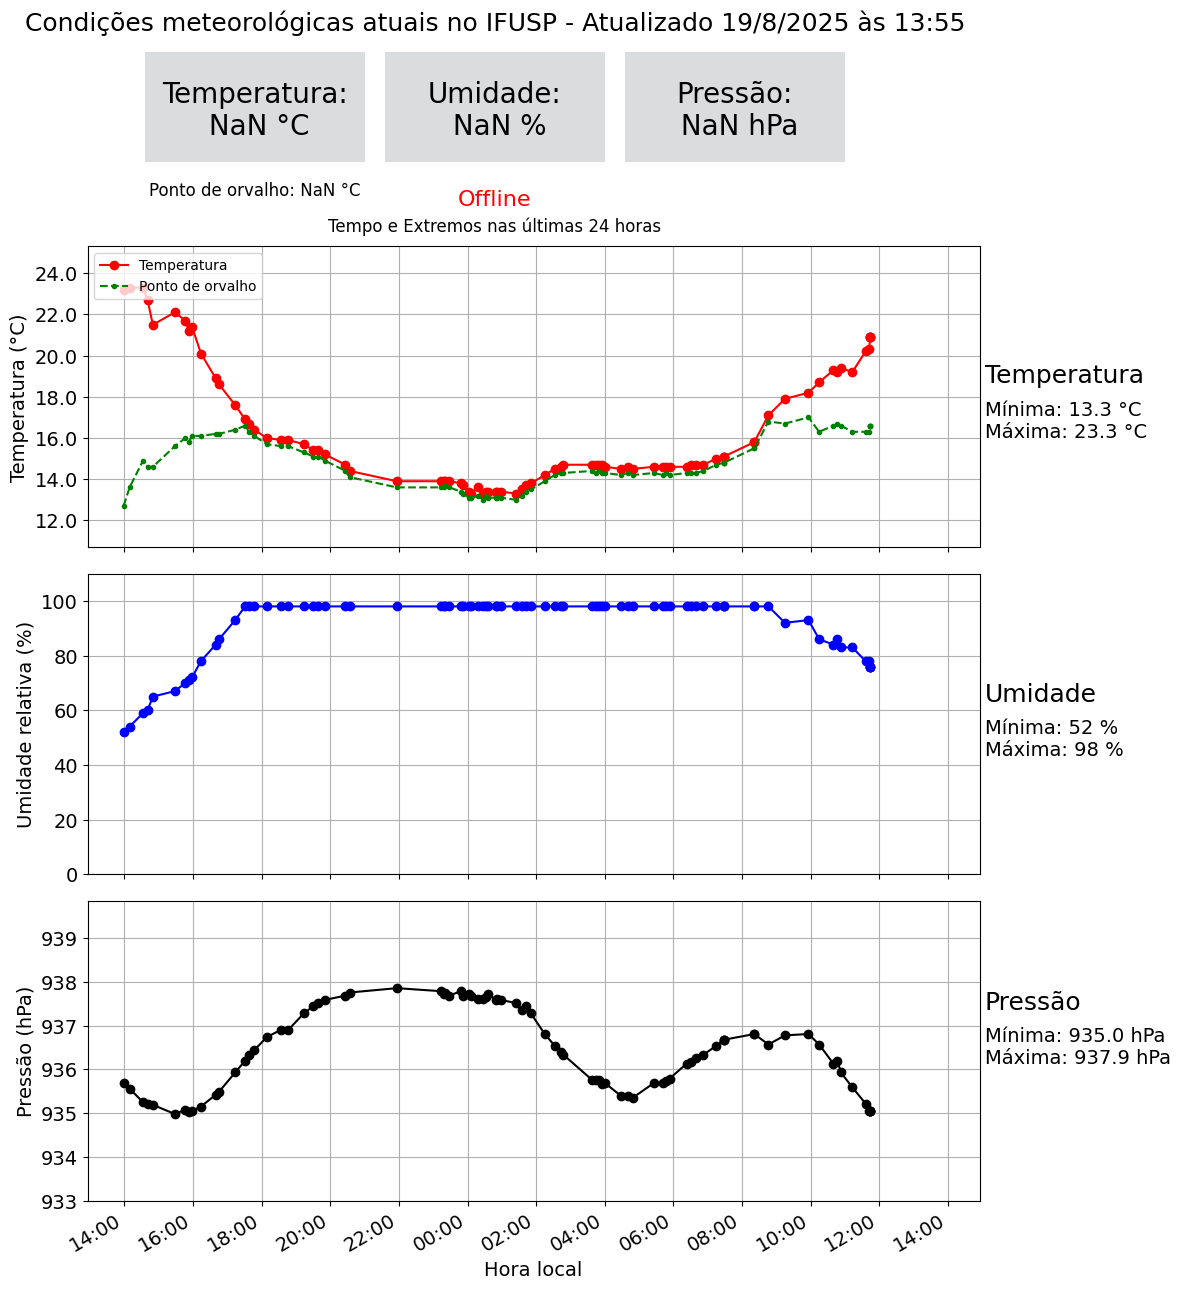 Condições meteorológicas atuais no IFUSP - Atualizado 19/8/2025 às 13:55
Temperatura:
NaN °C
Umidade:
NaN %
Pressão:
NaN hPa
Ponto de orvalho: NaN °C
Offline
Tempo e Extremos nas últimas 24 horas
Temperatura (°C)
24.0
22.0
20.0
18.0
16.0
14.0
12.0
Temperatura
Ponto de orvalho
Temperatura
Mínima: 13.3 °C
Máxima: 23.3 °C
Umidade relativa (%)
100
80
60
40
20
0
Umidade
Mínima: 52 %
Máxima: 98 %
Pressão (hPa)
939
938
937
936
935
934
933
Pressão
Mínima: 935.0 hPa
Máxima: 937.9 hPa
14:00 16:00 18:00 20:00 22:00 00:00 02:00 04:00 06:00 08:00 10:00 12:00 14:00
Hora local